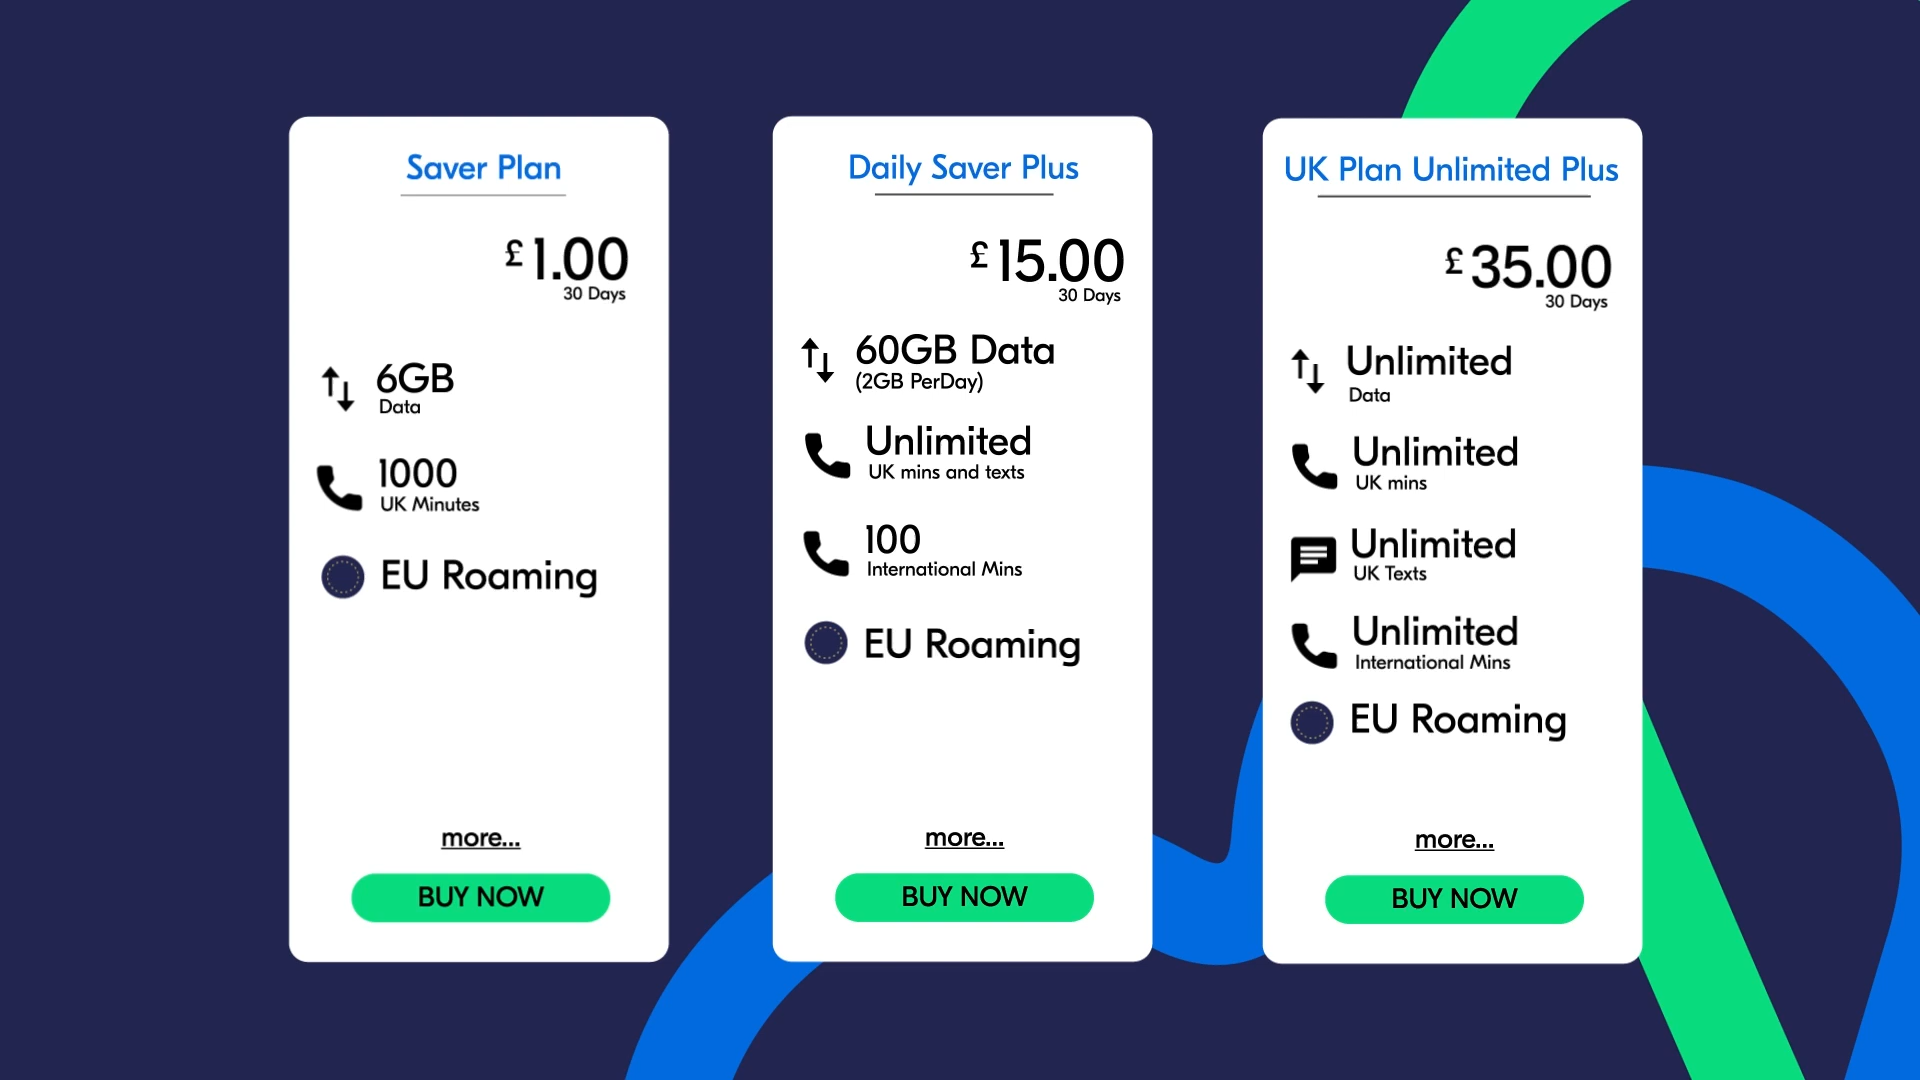 Saver Plan
£1.00
30 Days
6GB
Data
1000
UK Minutes
EU Roaming
more...
BUY NOW
Daily Saver Plus
£15.00
30 Days
60GB Data
(2GB PerDay)
Unlimited
UK mins and texts
100
International Mins
EU Roaming
more...
BUY NOW
UK Plan Unlimited Plus
£35.00
30 Days
Unlimited
Data
Unlimited
UK mins
Unlimited
UK Texts
Unlimited
International Mins
EU Roaming
more...
BUY NOW